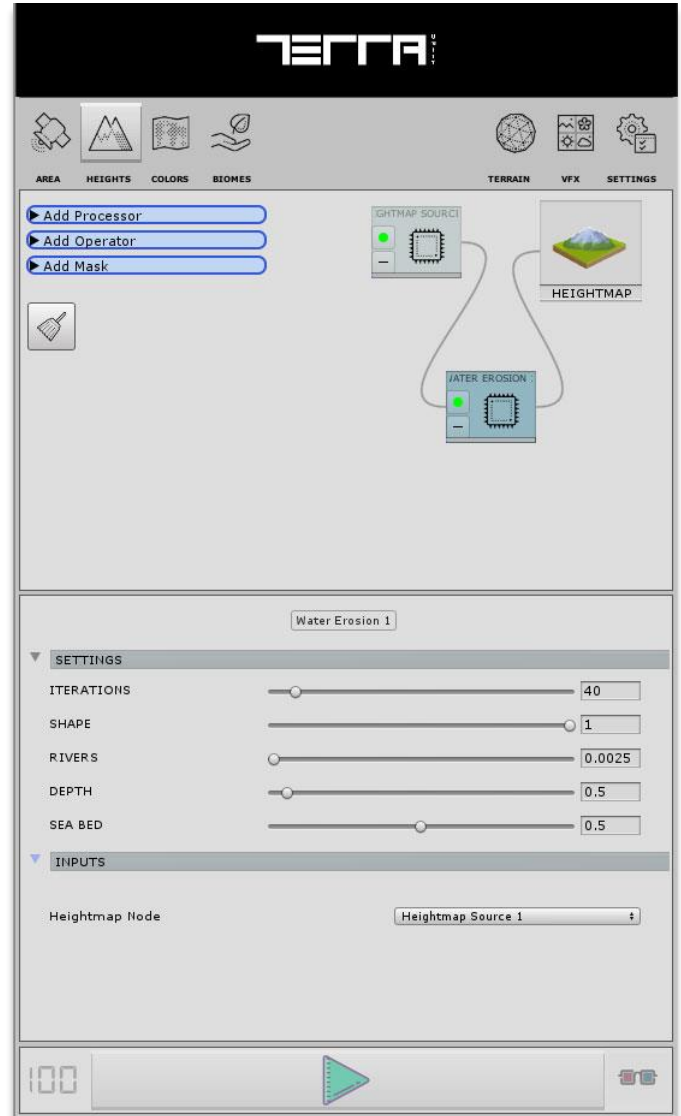 TERRA
UNITY
AREA HEIGHTS COLORS BIOMES TERRAIN VFX SETTINGS
Add Processor
Add Operator
Add Mask
GHTMAP SOURCI
HEIGHTMAP
WATER EROSION
Water Erosion 1
SETTINGS
ITERATIONS 40
SHAPE 1
RIVERS 0.0025
DEPTH 0.5
SEA BED 0.5
INPUTS
Heightmap Node Heightmap Source 1
100